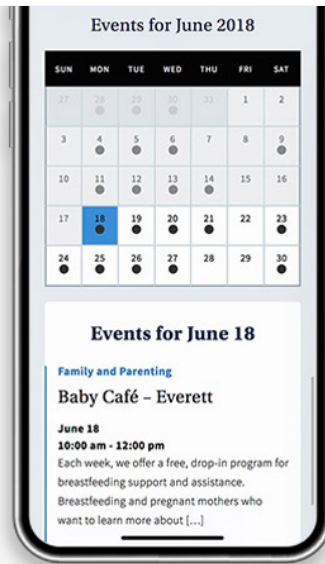 Events for June 2018
SUN MON TUE WED THU FRI SAT
27 28 29 30 31 1 2
3 4 5 6 7 8 9
10 11 12 13 14 15 16
17 18 19 20 21 22 23
24 25 26 27 28 29 30
Events for June 18
Family and Parenting
Baby Café – Everett
June 18
10:00 am - 12:00 pm
Each week, we offer a free, drop-in program for
breastfeeding support and assistance.
Breastfeeding and pregnant mothers who
want to learn more about [...]